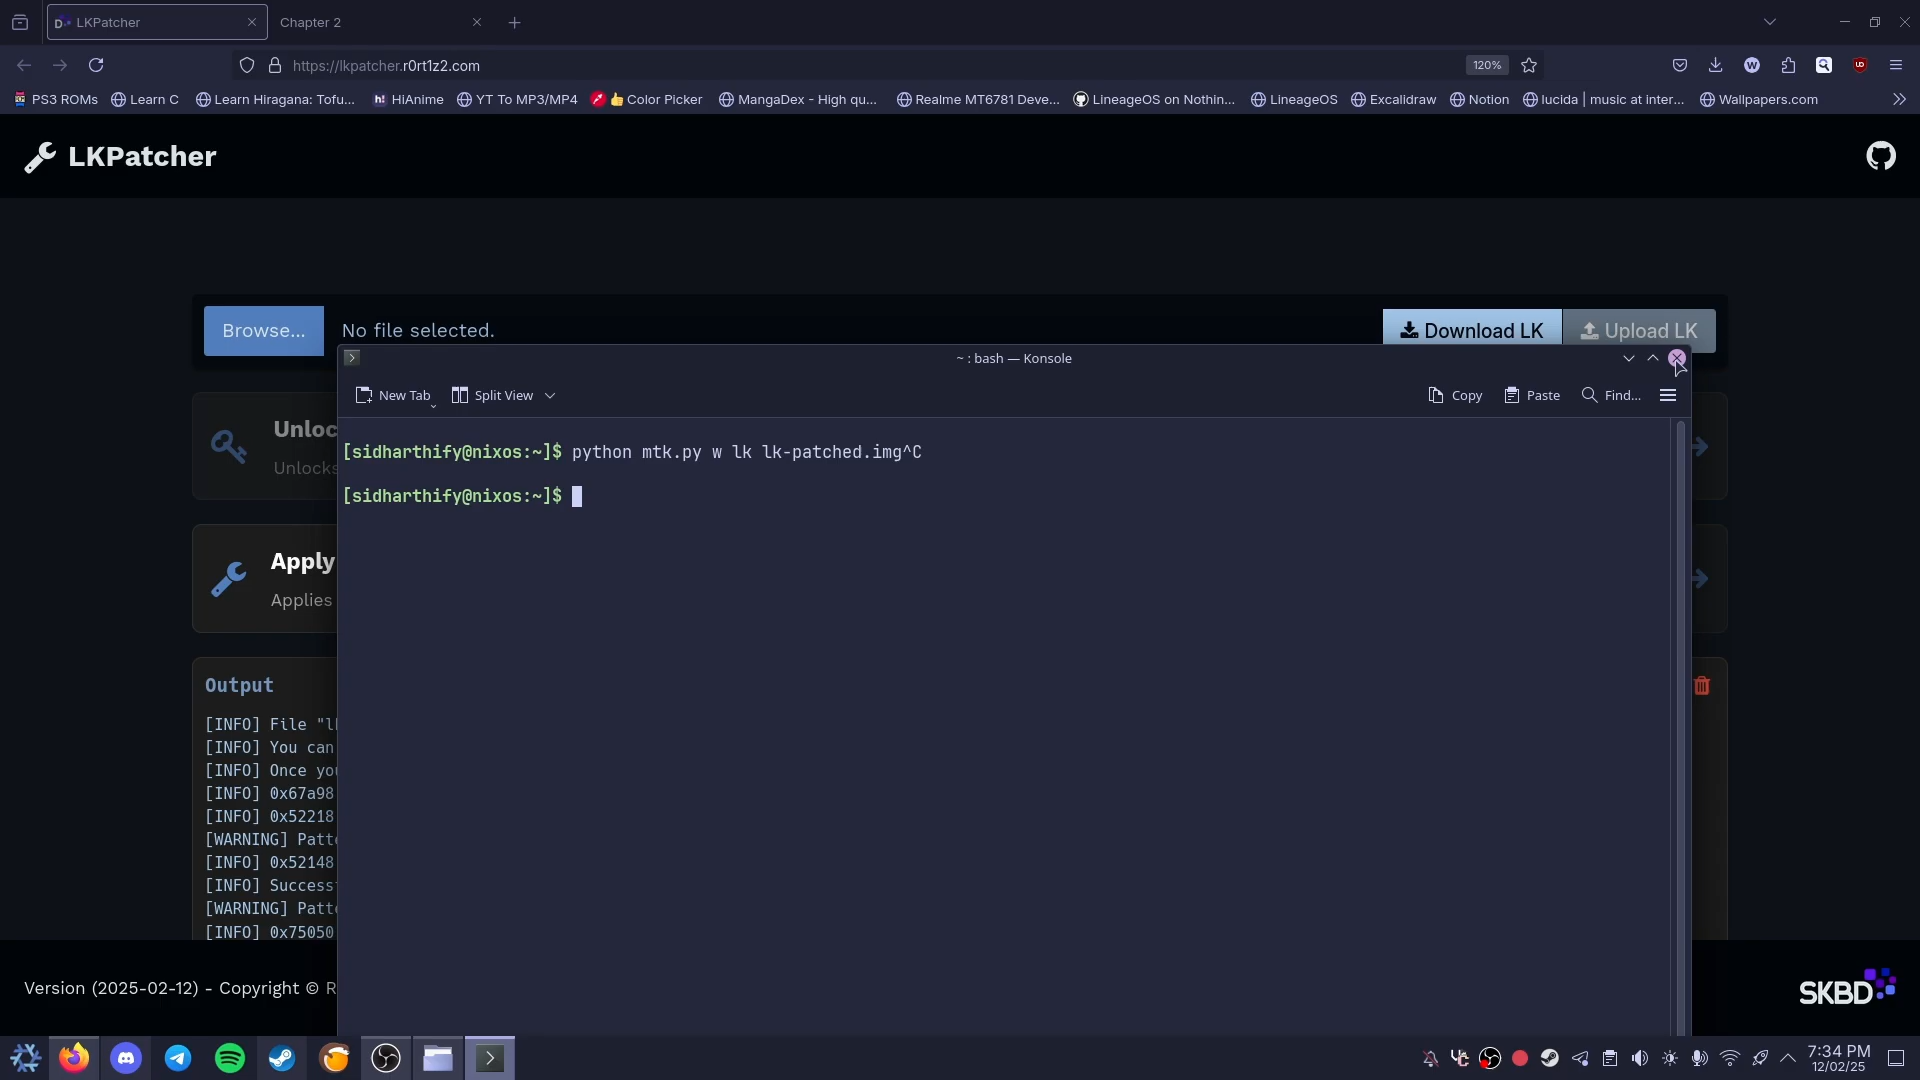 LKPatcher
Chapter 2
https://lkpatcher.r0rt1z2.com
120%
PS3 ROMs
Learn C
Learn Hiragana: Tofu...
h! HiAnime
YT To MP3/MP4
👍Color Picker
MangaDex - High qu...
Realme MT6781 Deve...
LineageOS on Nothin...
LineageOS
Excalidraw
Notion
lucida | music at inter...
Wallpapers.com
LKPatcher
Browse...
No file selected.
Download LK
Upload LK
~ : bash — Konsole
New Tab
Split View
Copy
Paste
Find...
[sidharthify@nixos:~]$ python mtk.py w lk lk-patched.img^C
[sidharthify@nixos:~]$
Unloc
Unlocks
Apply
Applies
Output
[INFO] File "l
[INFO] You can
[INFO] Once yo
[INFO] 0x67a98
[INFO] 0x52218
[WARNING] Patt
[INFO] 0x52148
[INFO] Success
[WARNING] Patt
[INFO] 0x75050
Version (2025-02-12) - Copyright © R
SKBD
7:34 PM
12/02/25